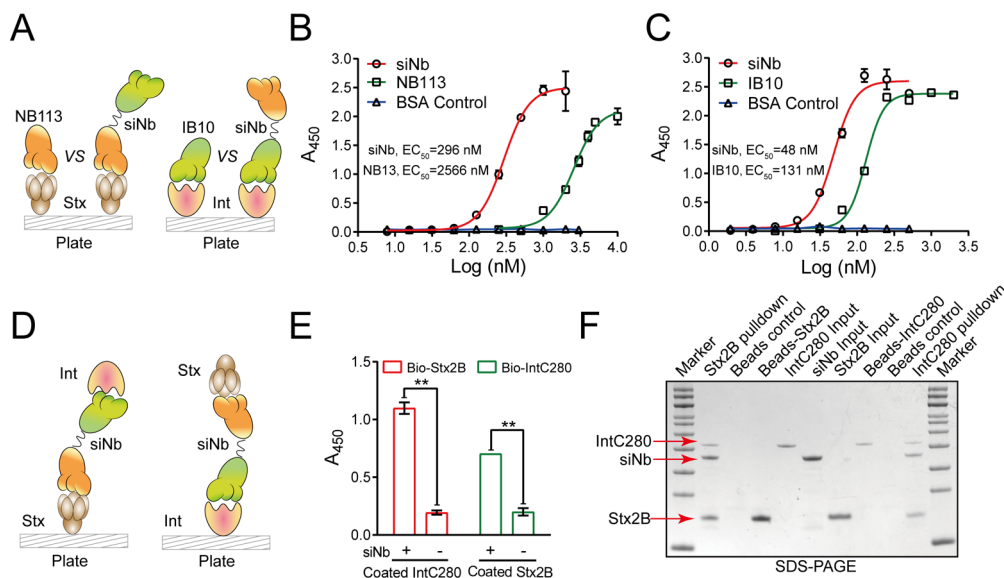 A
NB113
VS
siNb
Stx
Plate
IB10
VS
siNb
Int
Plate
B
A450
3.0
2.5
2.0
1.5
1.0
0.5
0.0
siNb
NB113
BSA Control
siNb, EC50=296 nM
NB13, EC50=2566 nM
0.5 1.0 1.5 2.0 2.5 3.0 3.5 4.0
Log (nM)
C
A450
3.0
2.5
2.0
1.5
1.0
0.5
0.0
siNb
IB10
BSA Control
siNb, EC50=48 nM
IB10, EC50=131 nM
0.0 0.5 1.0 1.5 2.0 2.5 3.0 3.5
Log (nM)
D
Int
siNb
Stx
Plate
Stx
siNb
Int
Plate
E
Bio-Stx2B
Bio-IntC280
A450
1.5
1.0
0.5
0.0
**
**
siNb + - + -
Coated IntC280 Coated Stx2B
F
Marker
Stx2B pulldown
Beads control
Beads-Stx2B
IntC280 Input
siNb Input
Stx2B Input
Beads-IntC280
Beads control
IntC280 pulldown
Marker
IntC280
siNb
Stx2B
SDS-PAGE